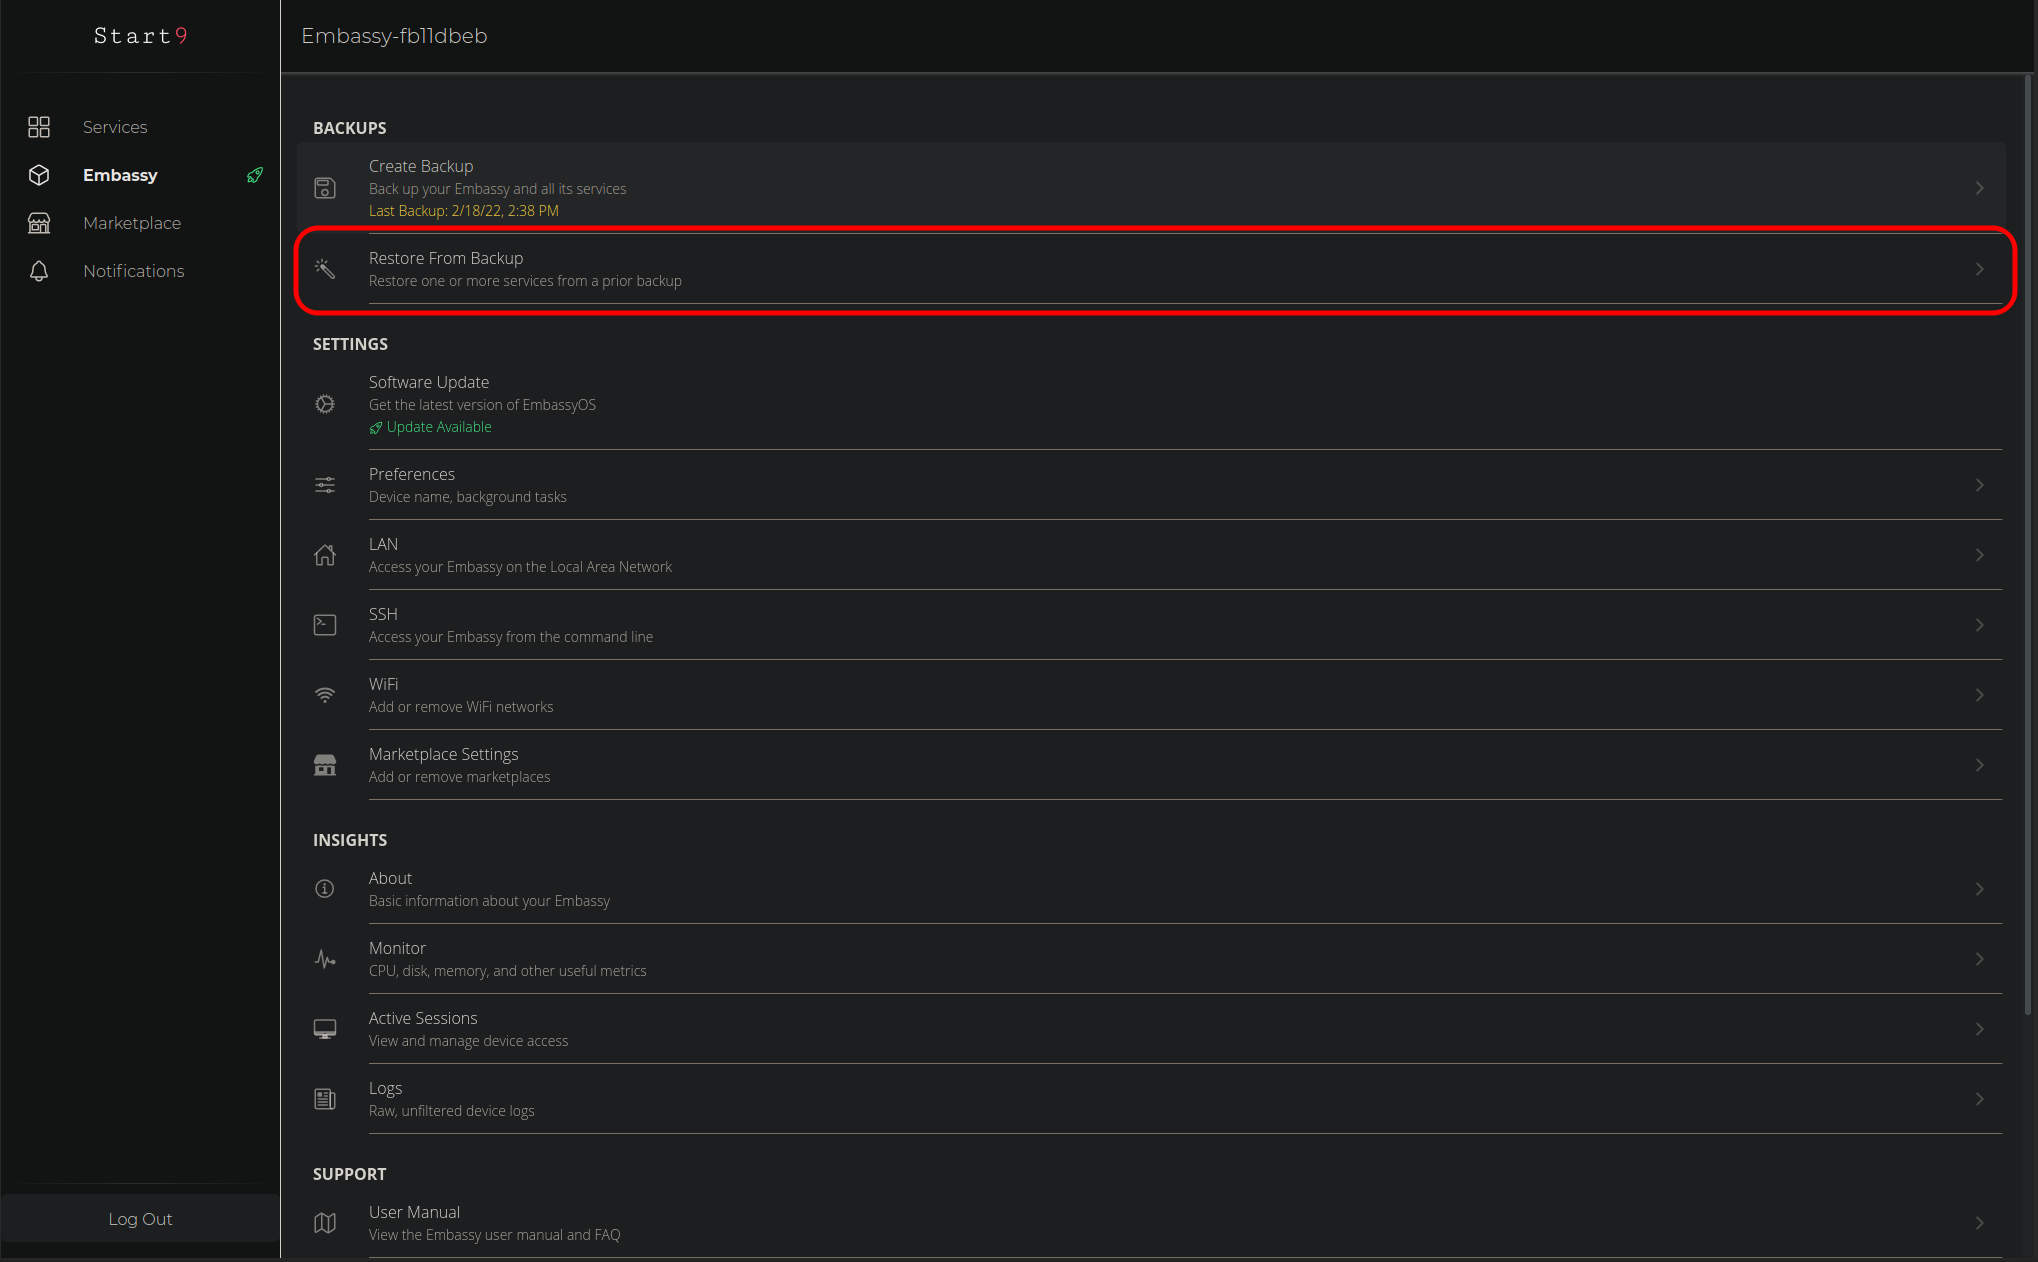 Start9
Embassy-fb11dbeb
Services
Embassy
Marketplace
Notifications
Log Out
BACKUPS
Create Backup
Back up your Embassy and all its services
Last Backup: 2/18/22, 2:38 PM
Restore From Backup
Restore one or more services from a prior backup
SETTINGS
Software Update
Get the latest version of EmbassyOS
Update Available
Preferences
Device name, background tasks
LAN
Access your Embassy on the Local Area Network
SSH
Access your Embassy from the command line
WiFi
Add or remove WiFi networks
Marketplace Settings
Add or remove marketplaces
INSIGHTS
About
Basic information about your Embassy
Monitor
CPU, disk, memory, and other useful metrics
Active Sessions
View and manage device access
Logs
Raw, unfiltered device logs
SUPPORT
User Manual
View the Embassy user manual and FAQ